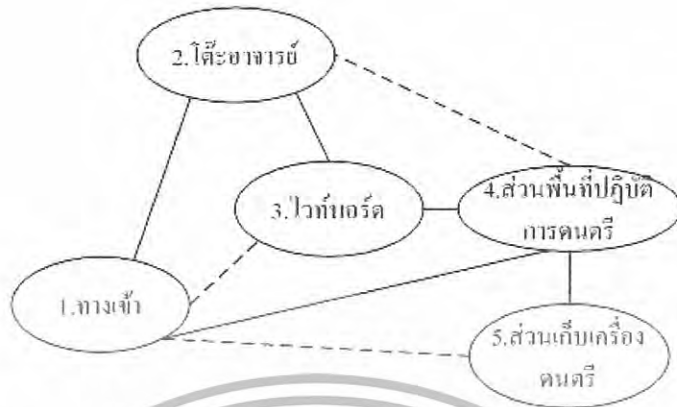 2.โต๊ะอาจารย์
3.ไวท์บอร์ด
4.ส่วนพื้นที่ปฏิบัติ
การดนตรี
1.ทางเข้า
5.ส่วนเก็บเครื่อง
ดนตรี